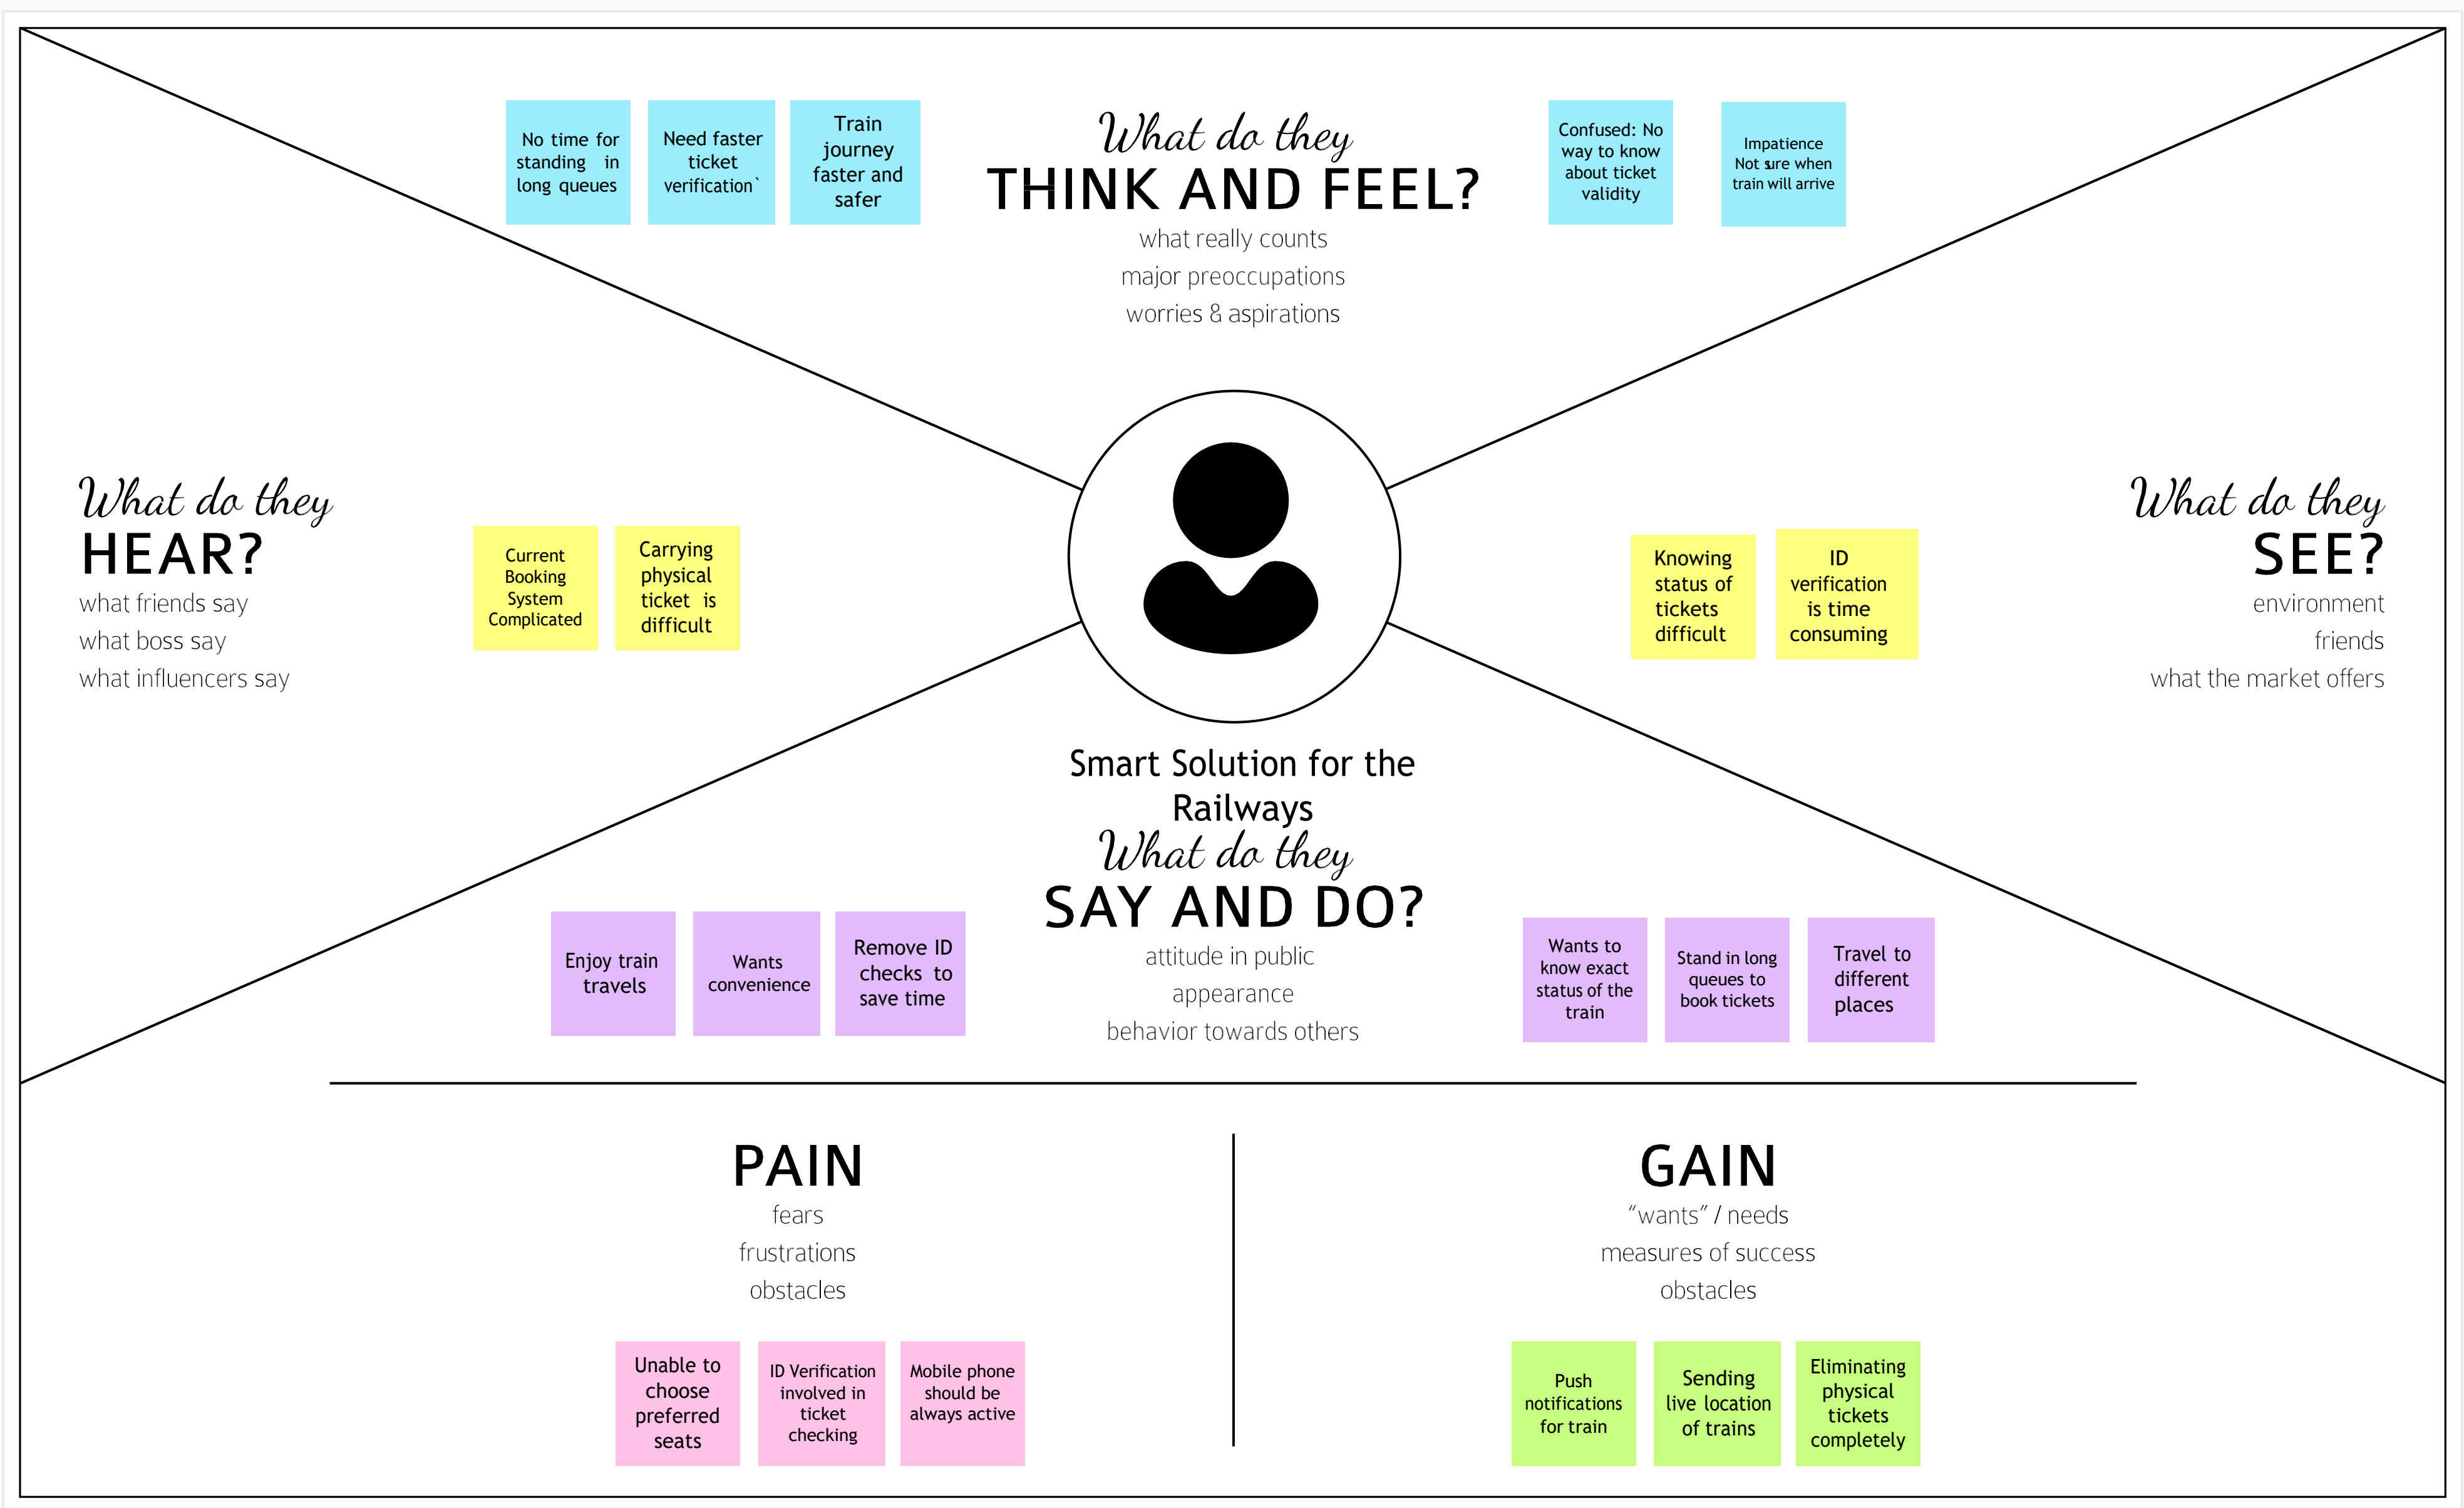 No time for
standing in
long queues
Need faster
ticket
verification`
Train
journey
faster and
safer
What do they
THINK AND FEEL?
what really counts
major preoccupations
worries & aspirations
Confused: No
way to know
about ticket
validity
Impatience
Not sure when
train will arrive
What do they
HEAR?
what friends say
what boss say
what influencers say
Current
Booking
System
Complicated
Carrying
physical
ticket is
difficult
Knowing
status of
tickets
difficult
ID
verification
is time
consuming
What do they
SEE?
environment
friends
what the market offers
Smart Solution for the
Railways
What do they
SAY AND DO?
attitude in public
appearance
behavior towards others
Enjoy train
travels
Wants
convenience
Remove ID
checks to
save time
Wants to
know exact
status of the
train
Stand in long
queues to
book tickets
Travel to
different
places
PAIN
fears
frustrations
obstacles
Unable to
choose
preferred
seats
ID Verification
involved in
ticket
checking
Mobile phone
should be
always active
GAIN
“wants” / needs
measures of success
obstacles
Push
notifications
for train
Sending
live location
of trains
Eliminating
physical
tickets
completely